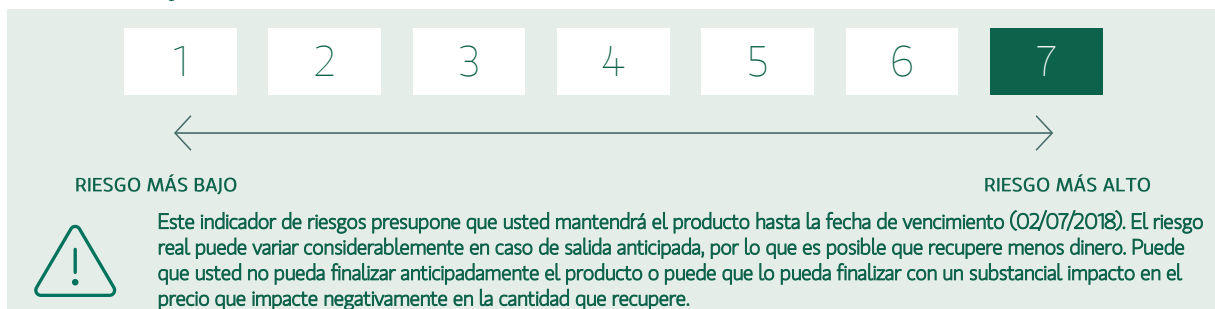 1 2 3 4 5 6 7
RIESGO MÁS BAJO RIESGO MÁS ALTO
Este indicador de riesgos presupone que usted mantendrá el producto hasta la fecha de vencimiento (02/07/2018). El riesgo
real puede variar considerablemente en caso de salida anticipada, por lo que es posible que recupere menos dinero. Puede
que usted no pueda finalizar anticipadamente el producto o puede que lo pueda finalizar con un substancial impacto en el
precio que impacte negativamente en la cantidad que recupere.